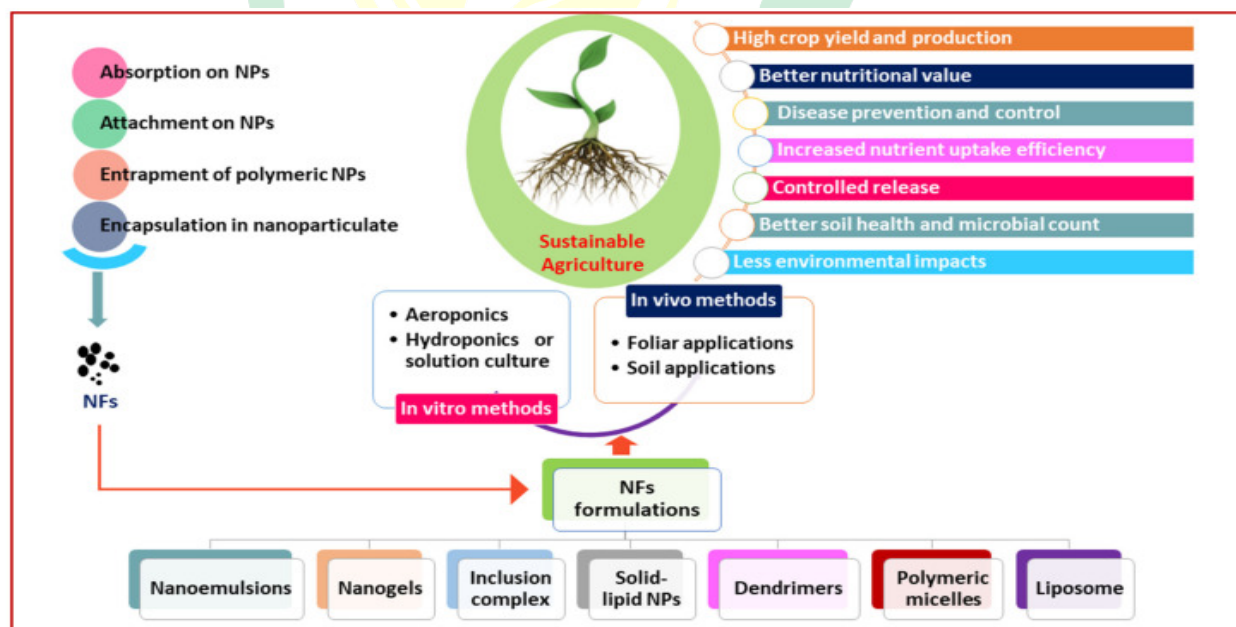 Absorption on NPs
Attachment on NPs
Entrapment of polymeric NPs
Encapsulation in nanoparticulate
NFs
Sustainable
Agriculture
High crop yield and production
Better nutritional value
Disease prevention and control
Increased nutrient uptake efficiency
Controlled release
Better soil health and microbial count
Less environmental impacts
• Aeroponics
• Hydroponics or
solution culture
In vitro methods
In vivo methods
• Foliar applications
• Soil applications
NFs
formulations
Nanoemulsions
Nanogels
Inclusion
complex
Solid-
lipid NPs
Dendrimers
Polymeric
micelles
Liposome